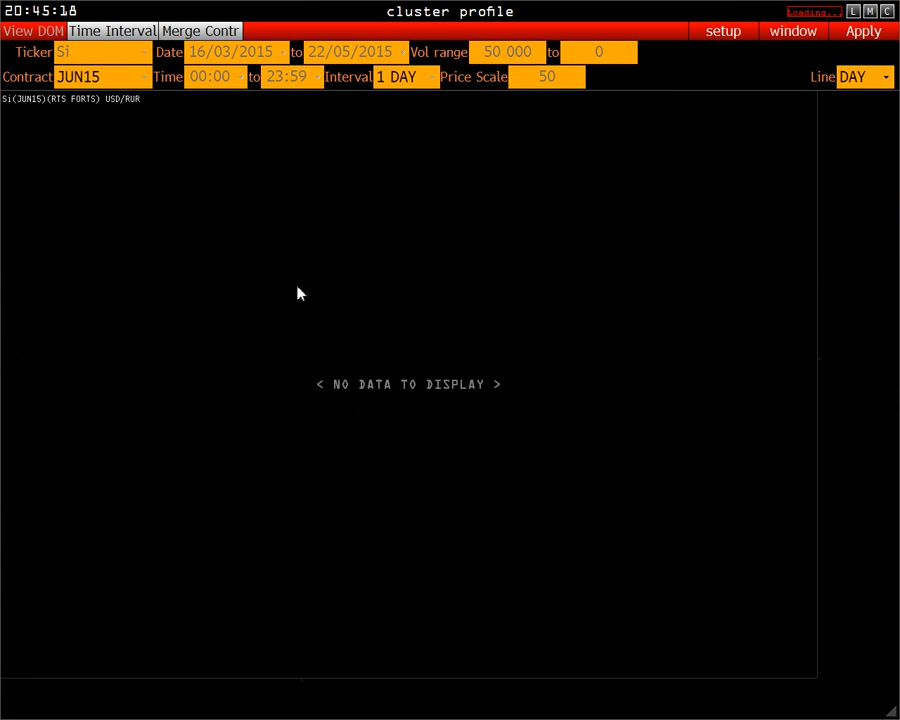 20:45:18 cluster profile Loading... L M C
View DOM Time Interval Merge Contr setup window Apply
Ticker Si Date 16/03/2015 to 22/05/2015 Vol range 50 000 to 0
Contract JUN15 Time 00:00 to 23:59 Interval 1 DAY Price Scale 50 Line DAY
Si(JUN15)(RTS FORTS) USD/RUR
< NO DATA TO DISPLAY >